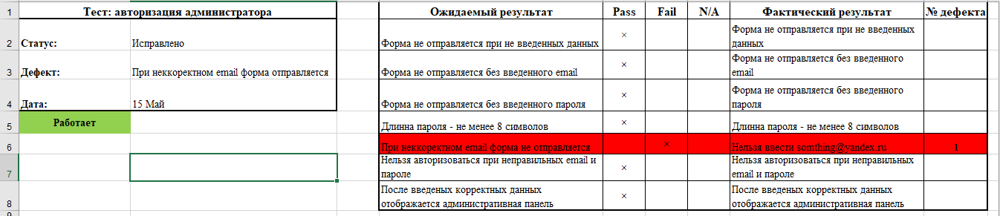 1
Тест: авторизация администратора
Ожидаемый результат
Pass
Fail
N/A
Фактический результат
№ дефекта
2
Статус:
Исправлено
Форма не отправляется при не введенных данных
×
Форма не отправляется при не введенных
данных
3
Дефект:
При неккоретном email форма отправляется
Форма не отправляется без введенного email
×
Форма не отправляется без введенного
email
4
Дата:
15 Май
Форма не отправляется без введенного пароля
×
Форма не отправляется без введенного
пароля
5
Работает
Длинна пароля - не менее 8 символов
×
Длинна пароля - не менее 8 символов
6
При неккоретном email форма не отправляется
×
Нельзя ввести somthing@yandex.ru
1
7
Нельзя авторизоваться при неправильных email и
пароле
×
Нельзя авторизоваться при неправильных
email и пароле
8
После введеных корректных данных
отображается административная панель
×
После введеных корректных данных
отображается административная панель
9